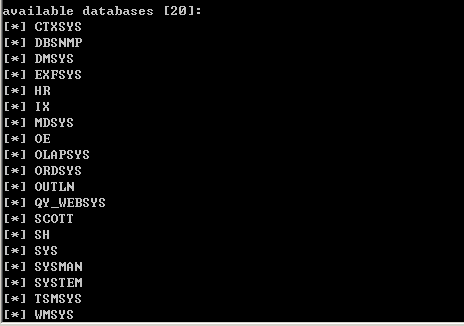 available databases [20]:
[*] CTXSYS
[*] DBSNMP
[*] DMSYS
[*] EXFSYS
[*] HR
[*] IX
[*] MDSYS
[*] OE
[*] OLAPSYS
[*] ORDSYS
[*] OUTLN
[*] QY_WEBSYS
[*] SCOTT
[*] SH
[*] SYS
[*] SYSMAN
[*] SYSTEM
[*] TSMSYS
[*] WMSYS